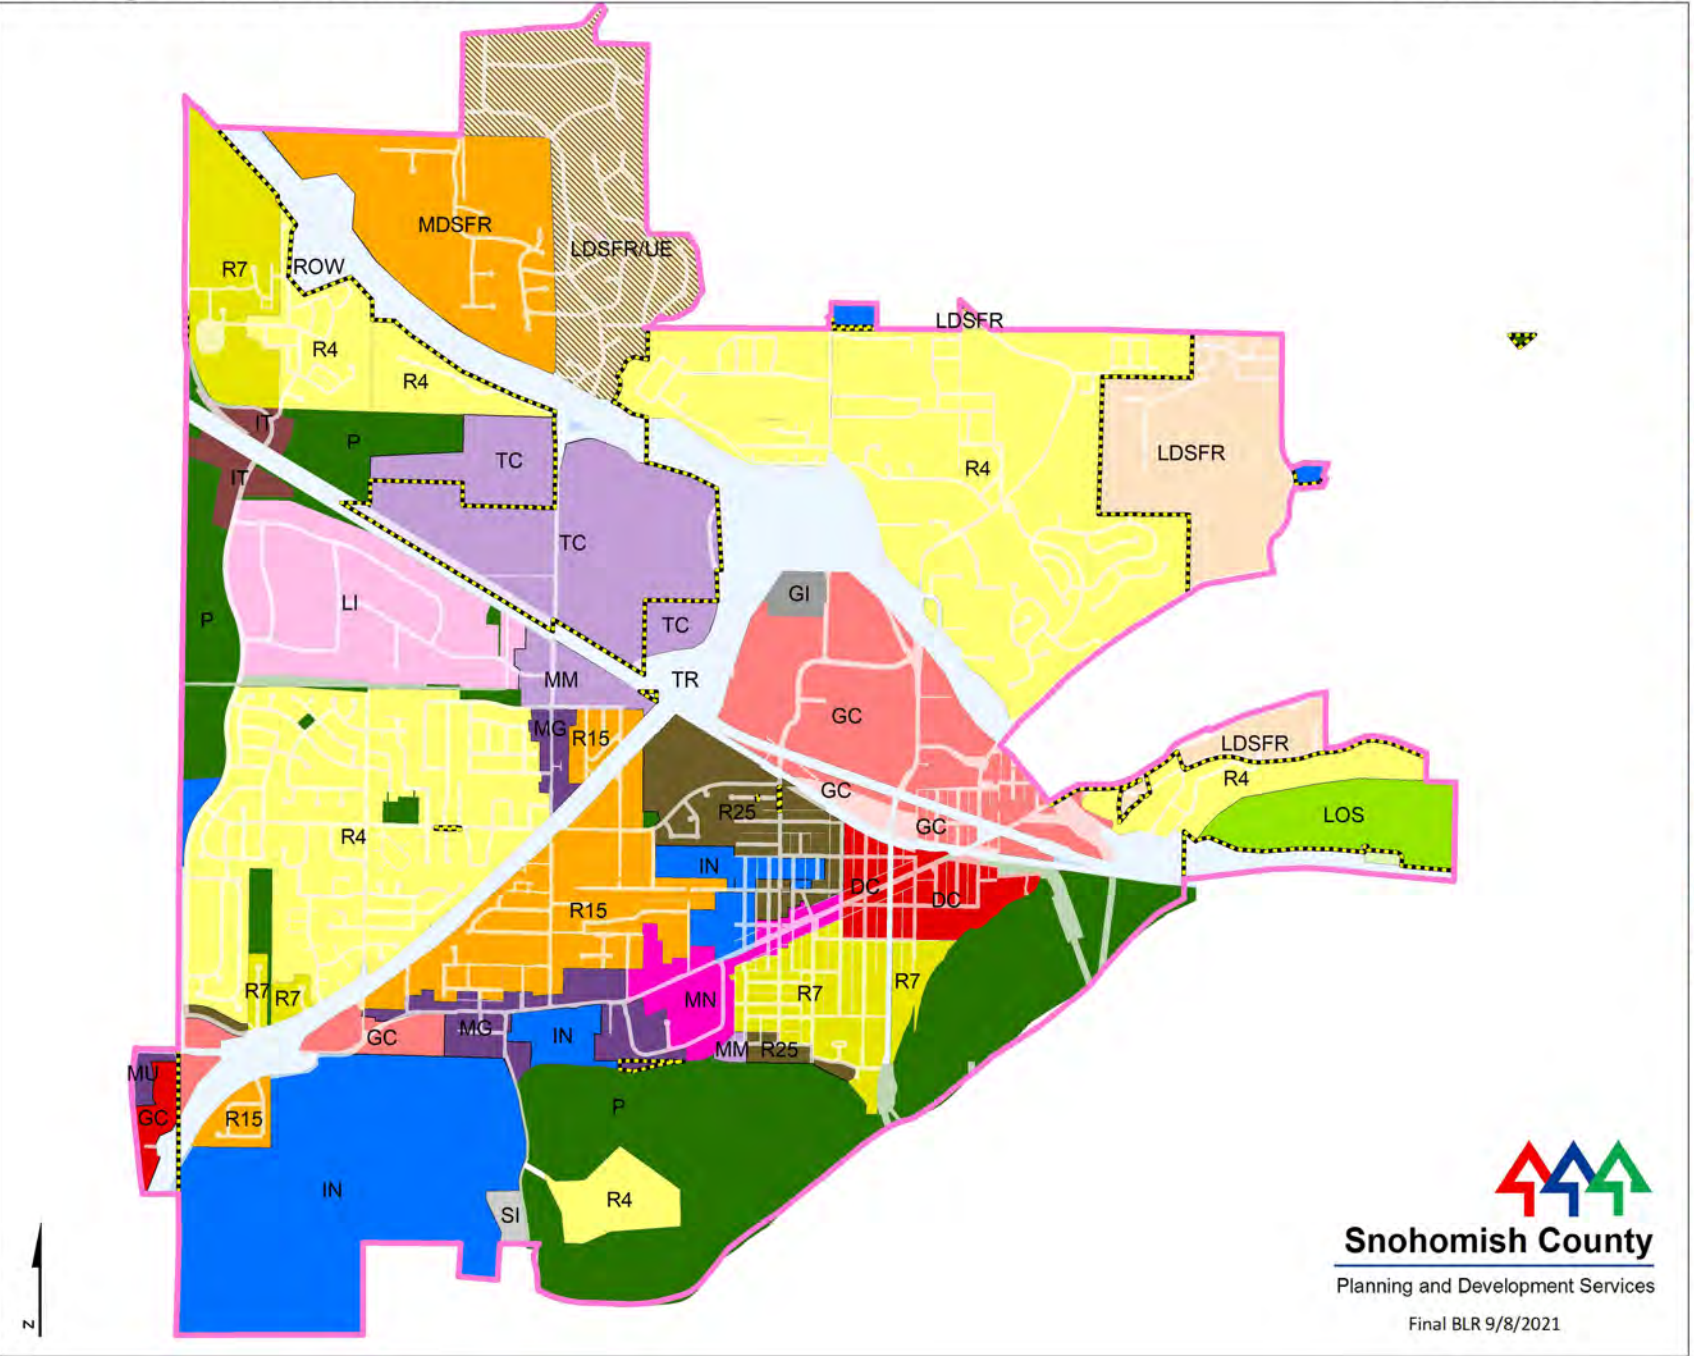 MDSFR
LDSFR/UE
R7
ROW
LDSFR
R4
R4
IT
P
TC
LDSFR
R4
IT
TC
GI
LI
P
TC
MM
TR
GC
MG
R15
LDSFR
R4
GC
R25
LOS
GC
R4
IN
DC
DC
R15
R7
R7
R7
R7
MN
GC
MG
IN
MM
R25
MU
P
GC
R15
IN
R4
SI
N
Snohomish County
Planning and Development Services
Final BLR 9/8/2021